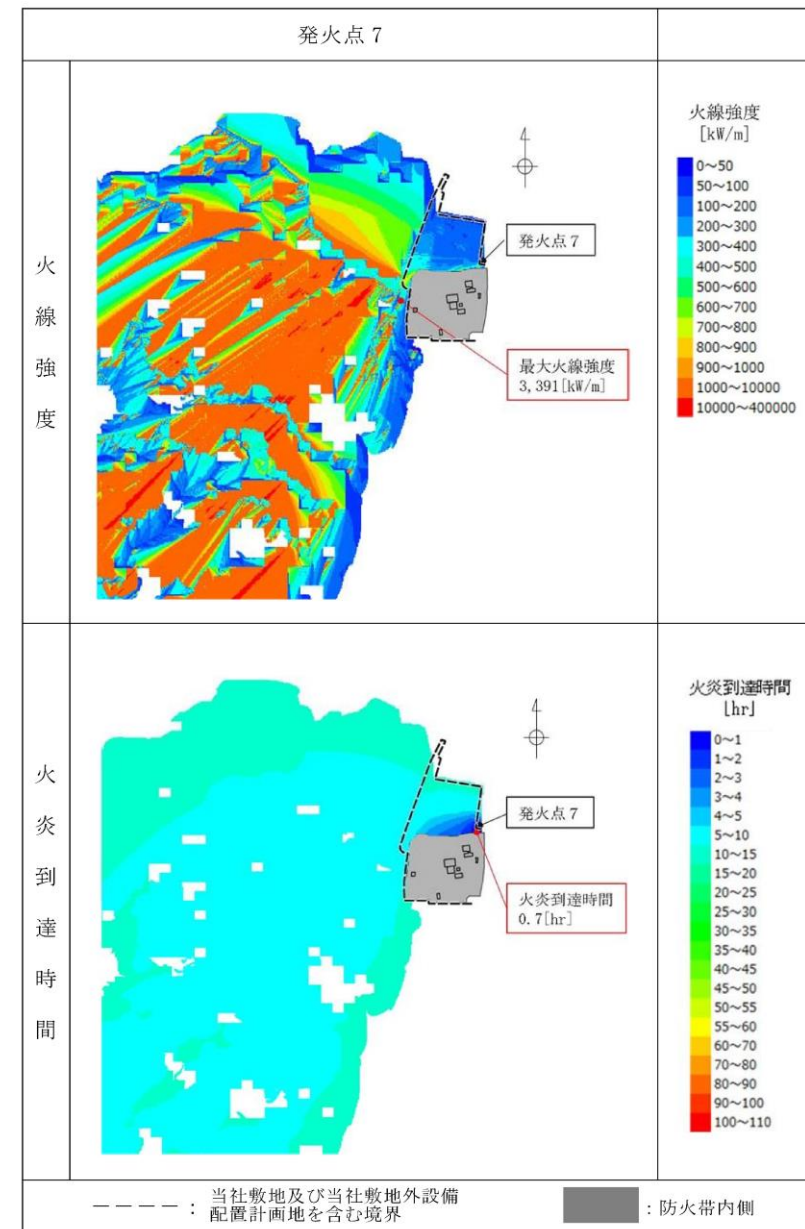 発火点7
火線強度
火線強度
[kW/m]
0~50
50~100
100~200
200~300
300~400
400~500
500~600
600~700
700~800
800~900
900~1000
1000~10000
10000~400000
4
発火点7
最大火線強度
3,391[kW/m]
火炎到達時間
火炎到達時間
[hr]
0~1
1~2
2~3
3~4
4~5
5~10
10~15
15~20
20~25
25~30
30~35
35~40
40~45
45~50
50~55
55~60
60~70
70~80
80~90
90~100
100~110
4
発火点7
火炎到達時間
0.7[hr]
----: 当社敷地及び当社敷地外設備
配置計画地を含む境界
: 防火帯内側